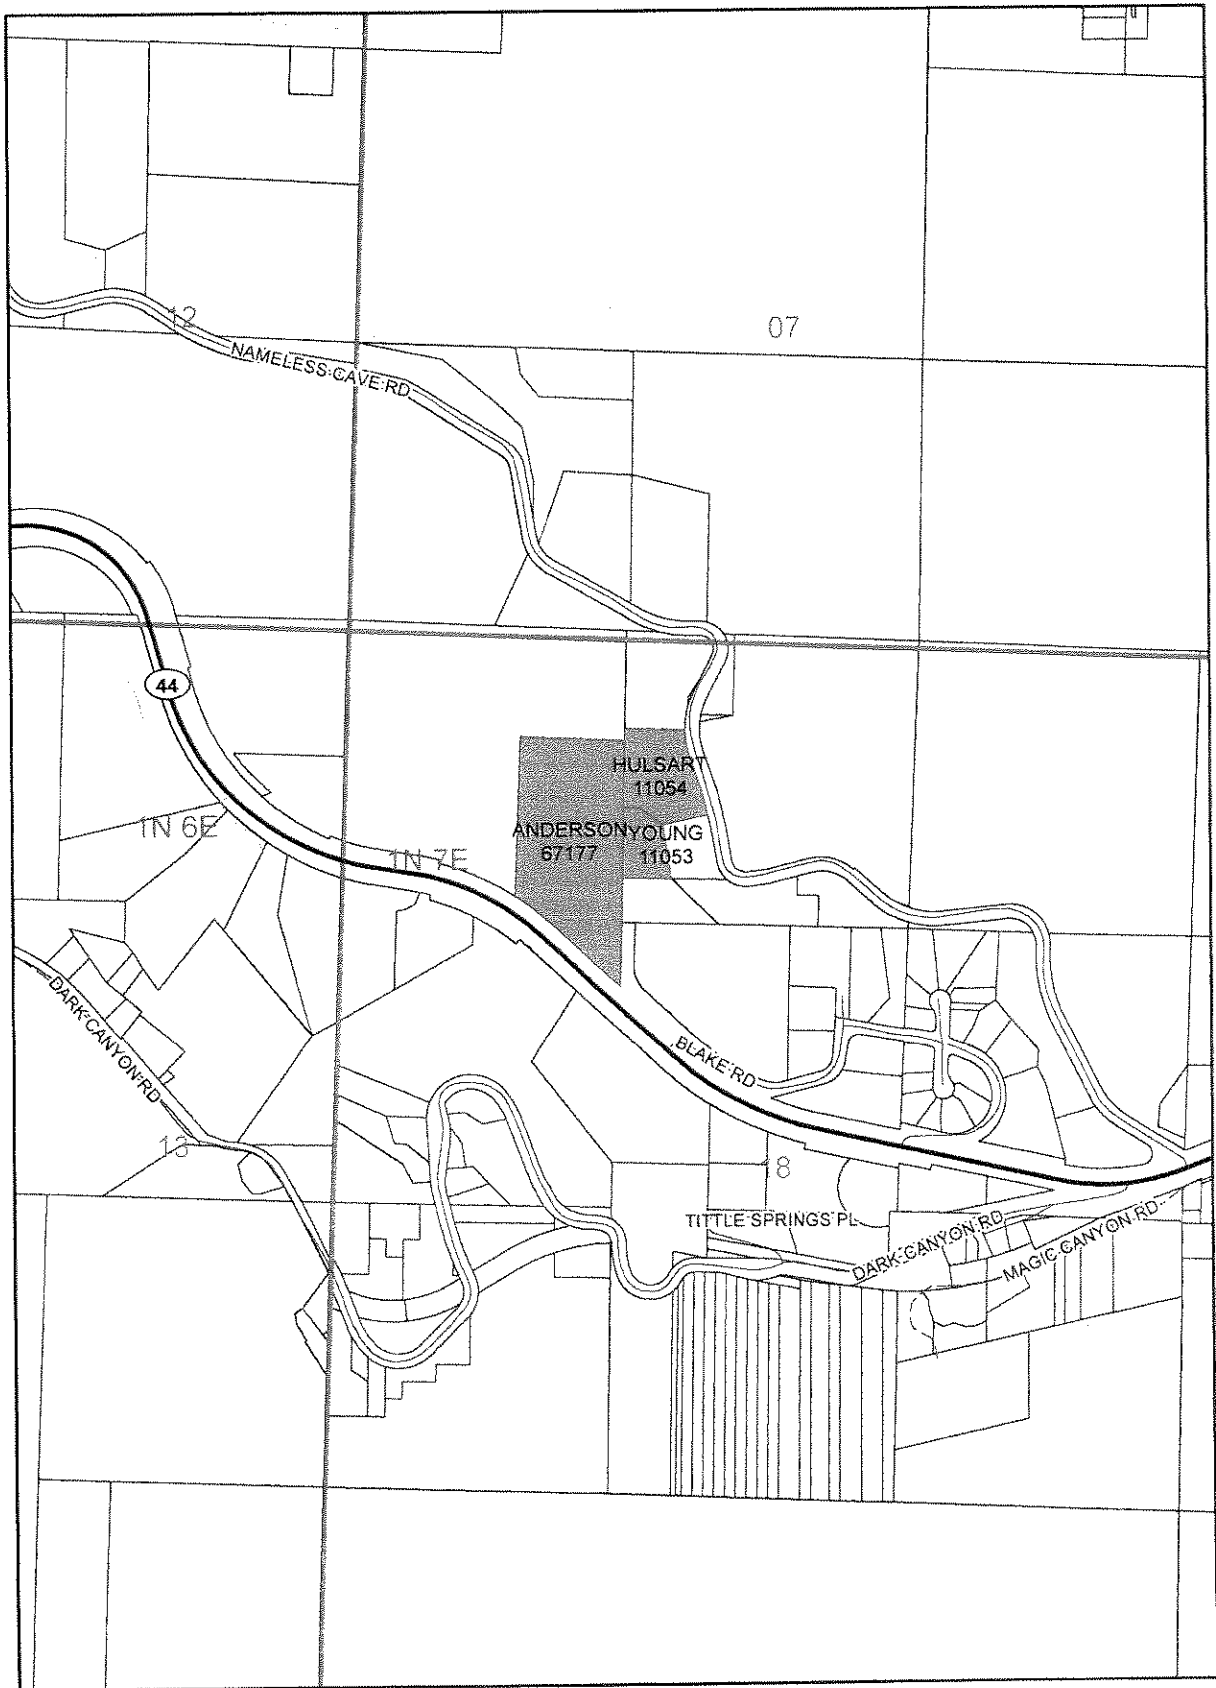 12
07
NAMELESS CAVE RD
44
HULSART
11054
1N 6E
1N 7E
ANDERSON
67177
YOUNG
11053
DARK CANYON RD
BLAKE RD
13
18
TITTLE SPRINGS PL
DARK CANYON RD
MAGIC CANYON RD